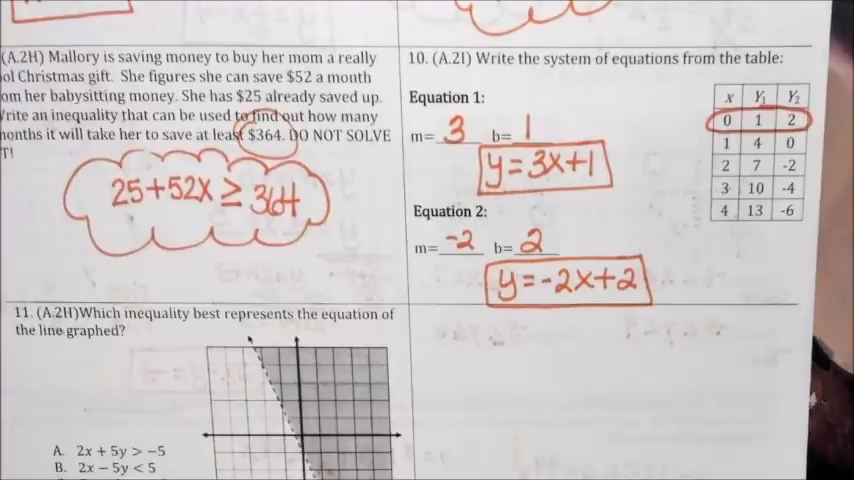 (A.2H) Mallory is saving money to buy her mom a really
ol Christmas gift. She figures she can save $52 a month
om her babysitting money. She has $25 already saved up.
rite an inequality that can be used to find out how many
onths it will take her to save at least $364. DO NOT SOLVE
T!
25+52x ≥ 364
10. (A.2I) Write the system of equations from the table:
Equation 1:
m= 3 b= 1
y=3x+1
Equation 2:
m= -2 b= 2
y=-2x+2
x Y₁ Y₂
0 1 2
1 4 0
2 7 -2
3 10 -4
4 13 -6
11. (A.2H)Which inequality best represents the equation of
the line graphed?
A. 2x + 5y > −5
B. 2x − 5y < 5